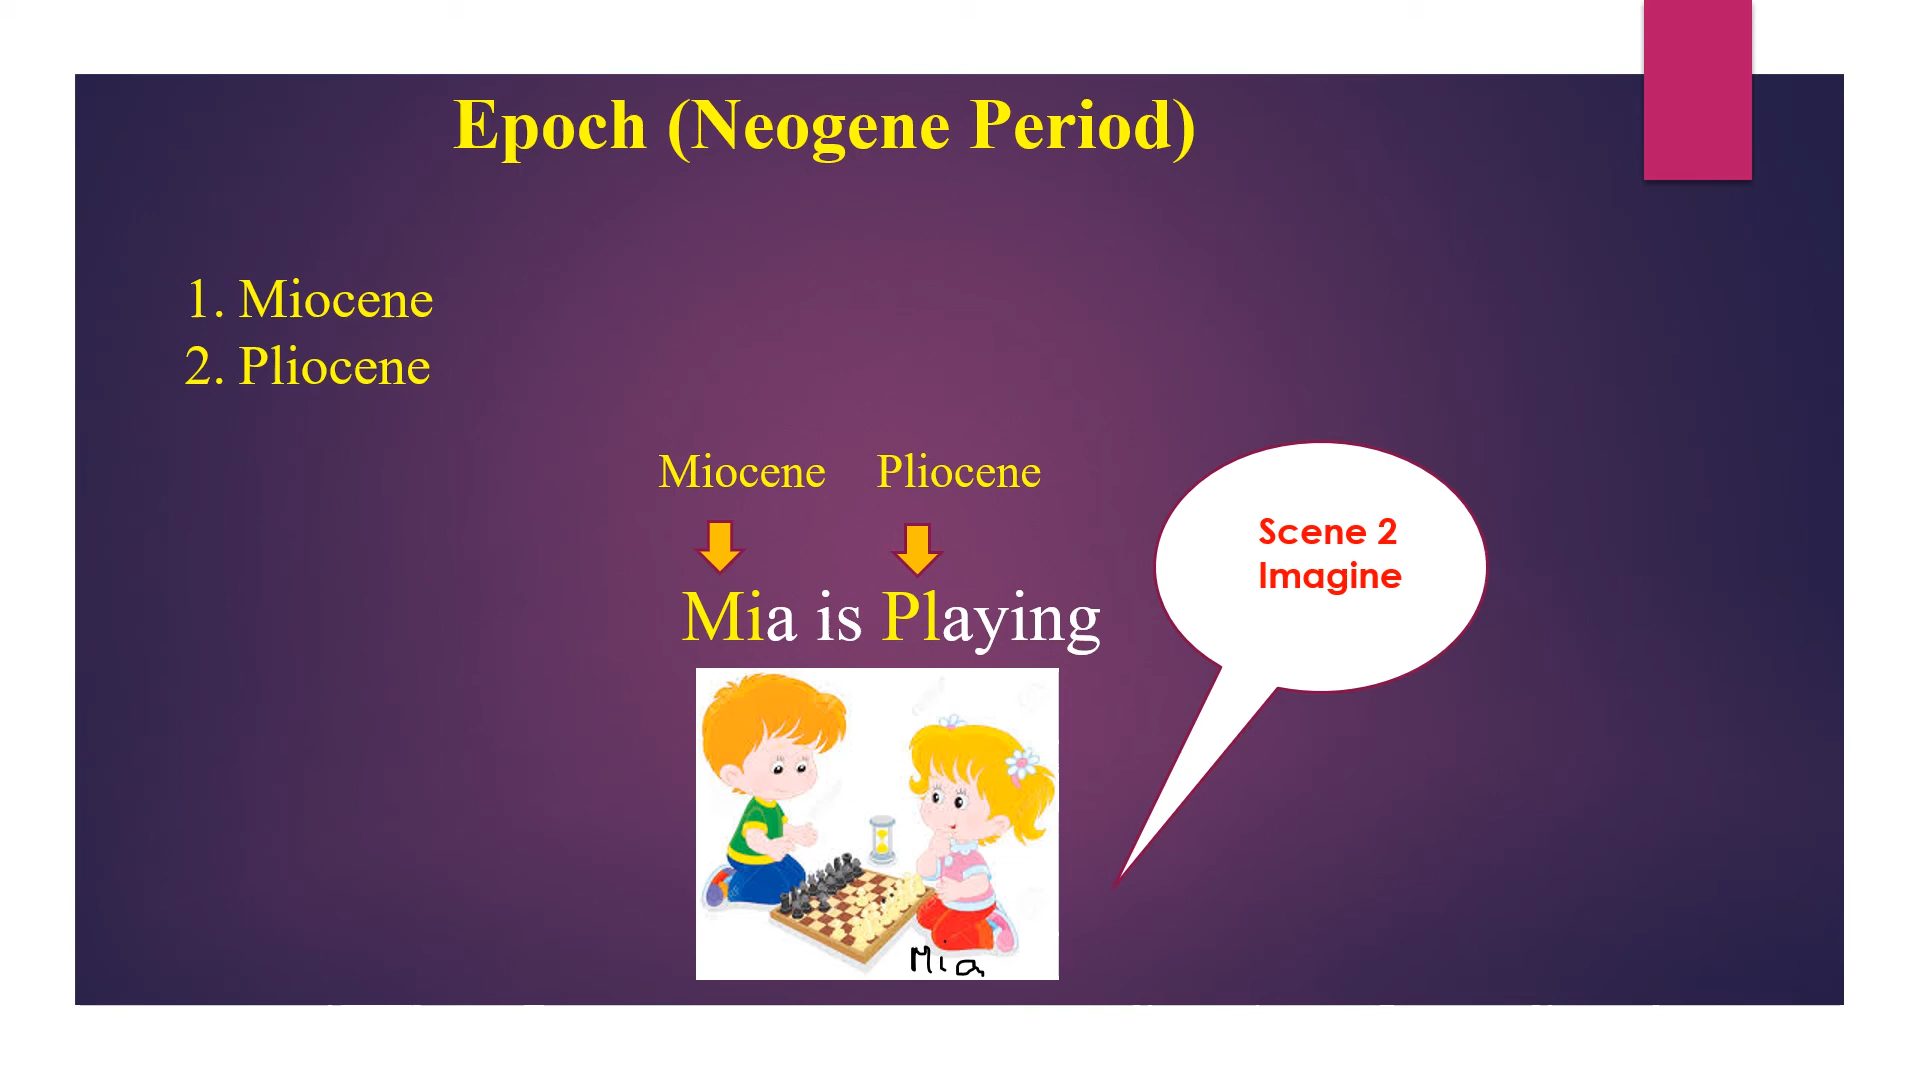 Epoch (Neogene Period)
1. Miocene
2. Pliocene
Miocene Pliocene
Mia is Playing
Scene 2
Imagine
Mia